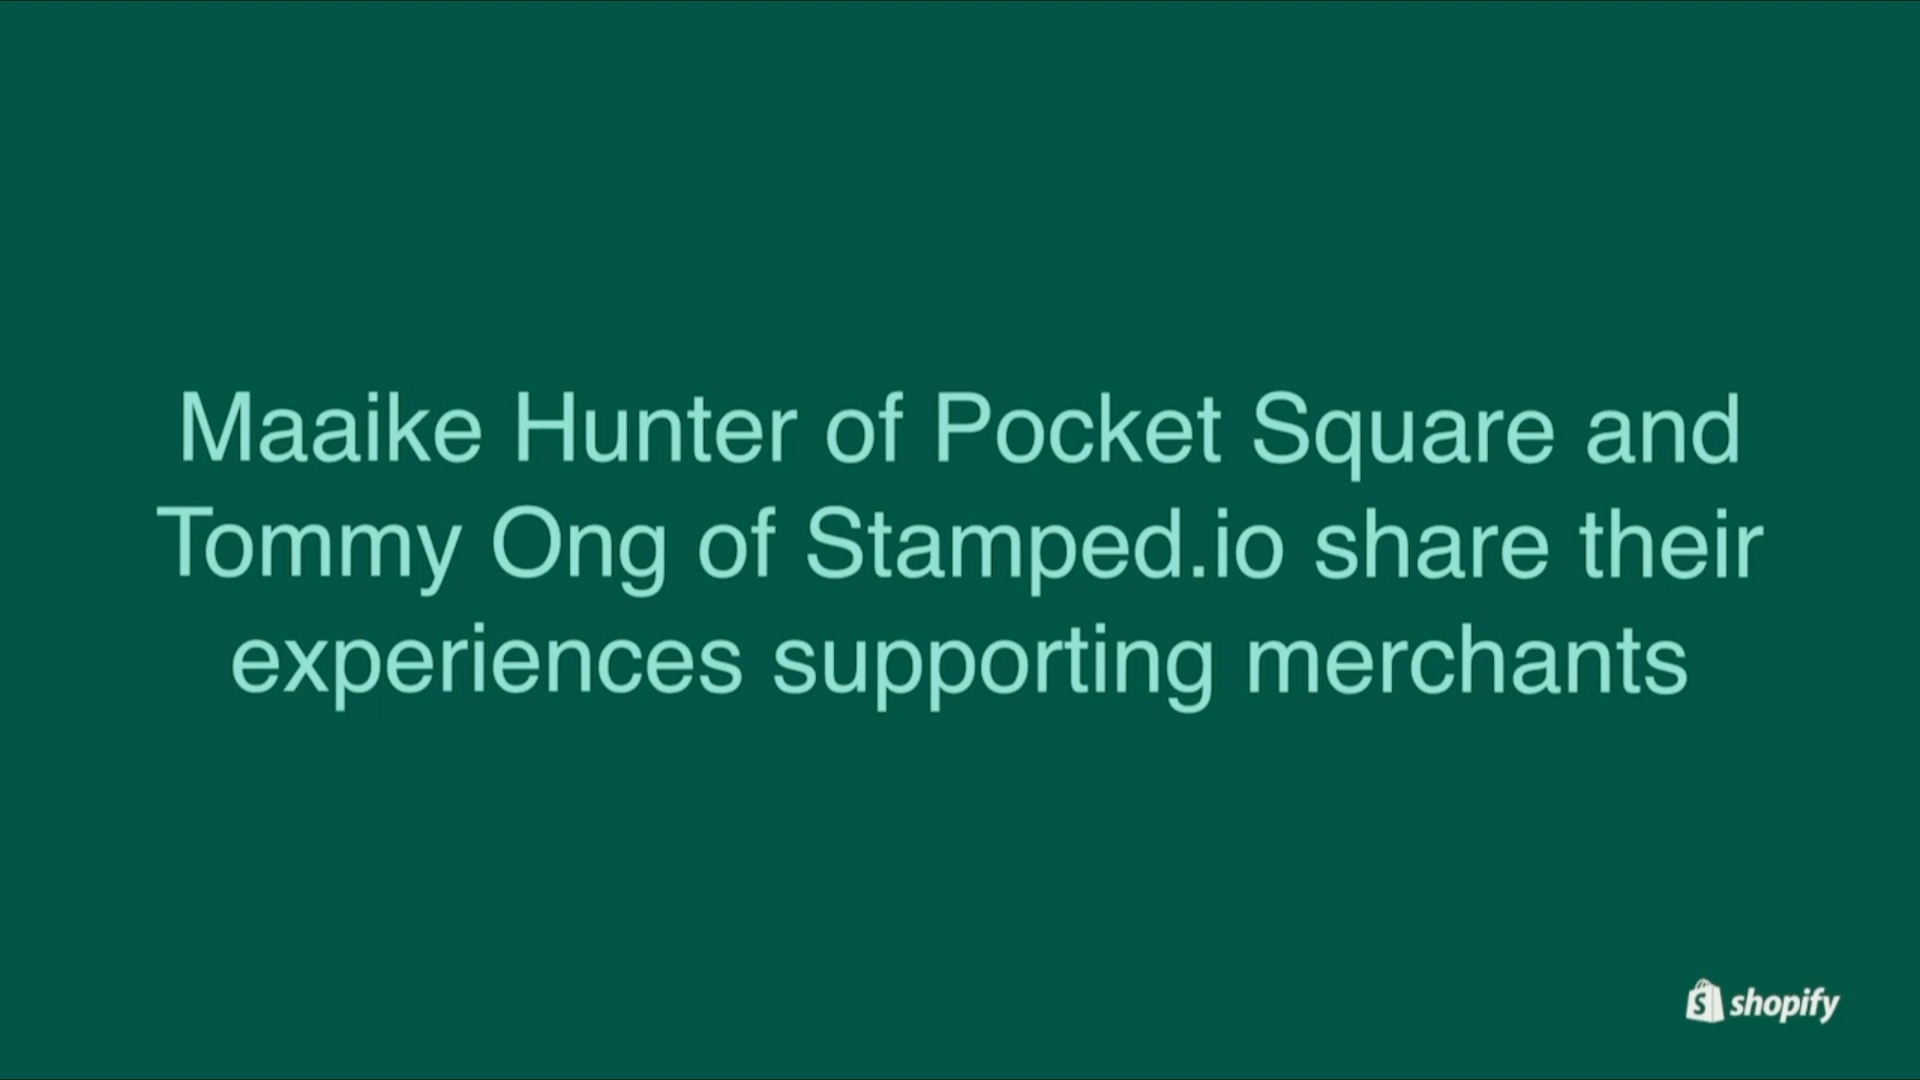 Maaike Hunter of Pocket Square and
Tommy Ong of Stamped.io share their
experiences supporting merchants
shopify